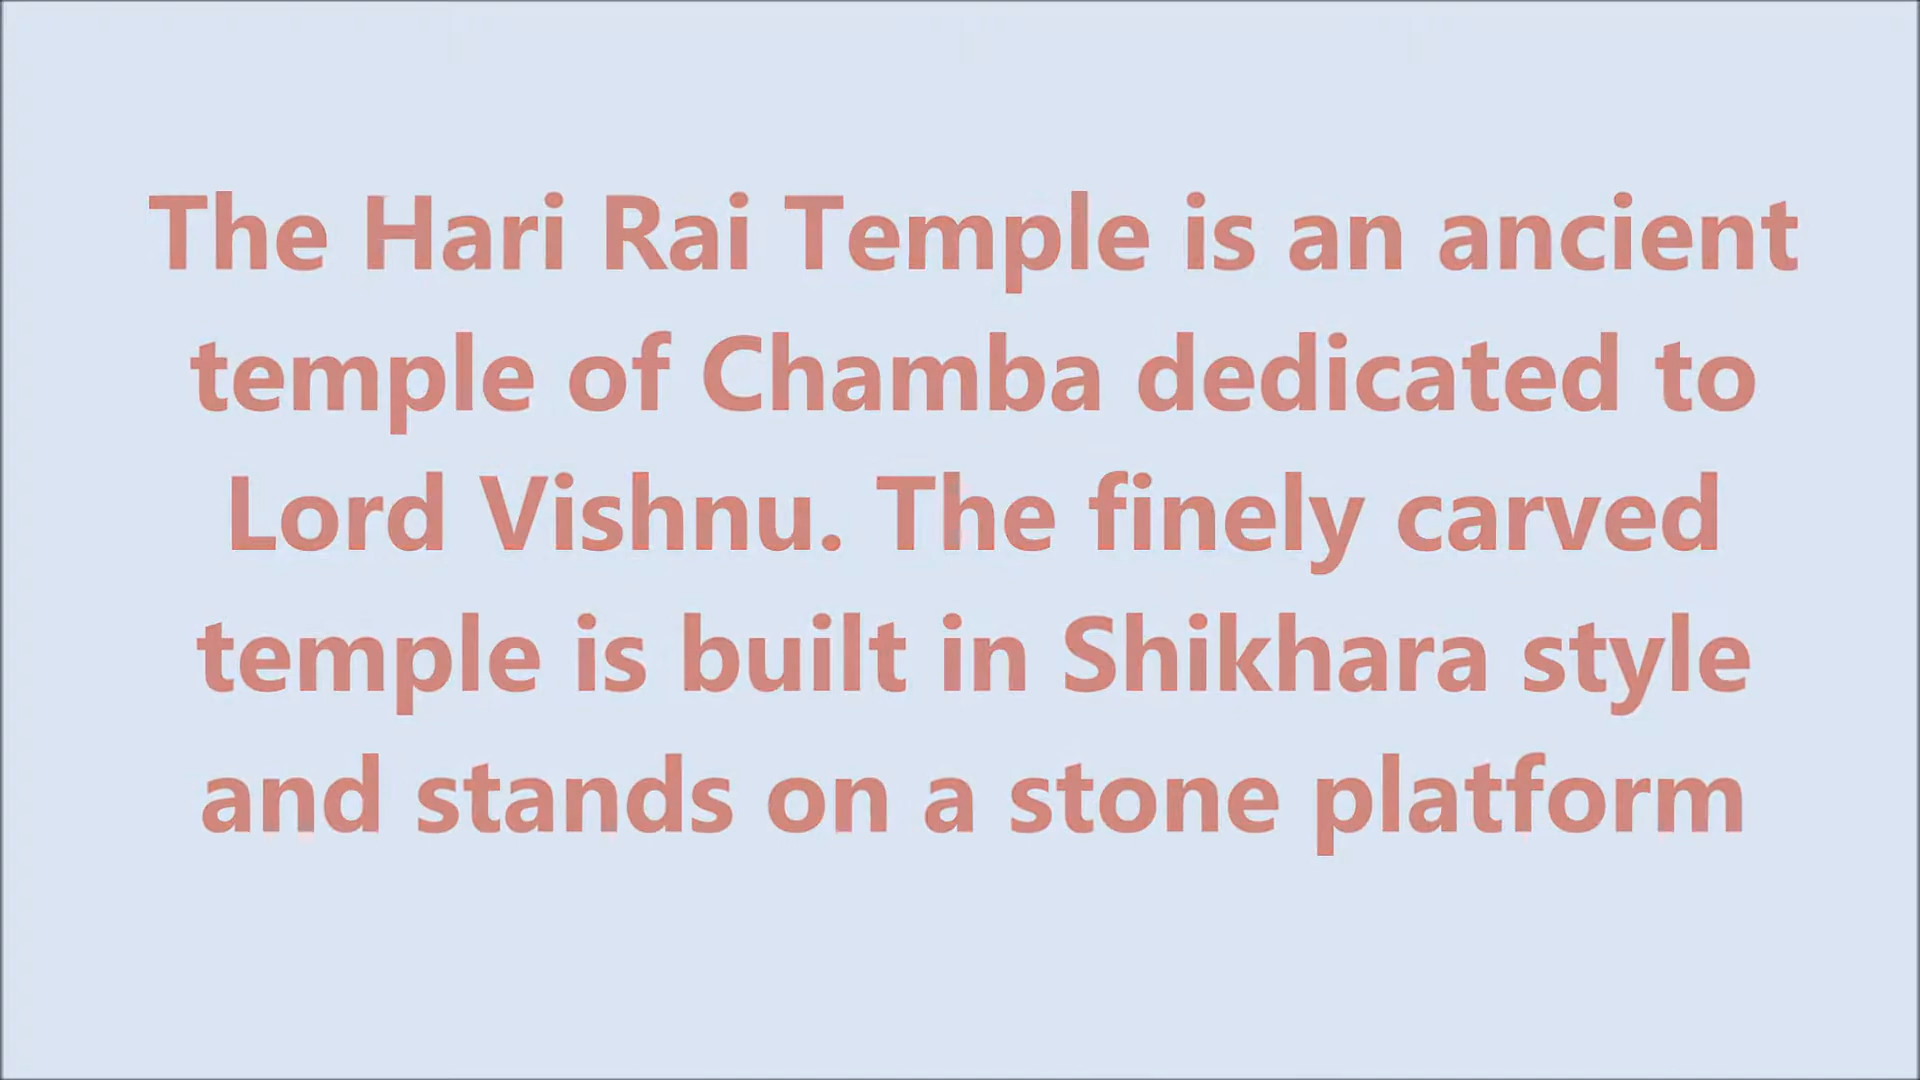 The Hari Rai Temple is an ancient
temple of Chamba dedicated to
Lord Vishnu. The finely carved
temple is built in Shikhara style
and stands on a stone platform